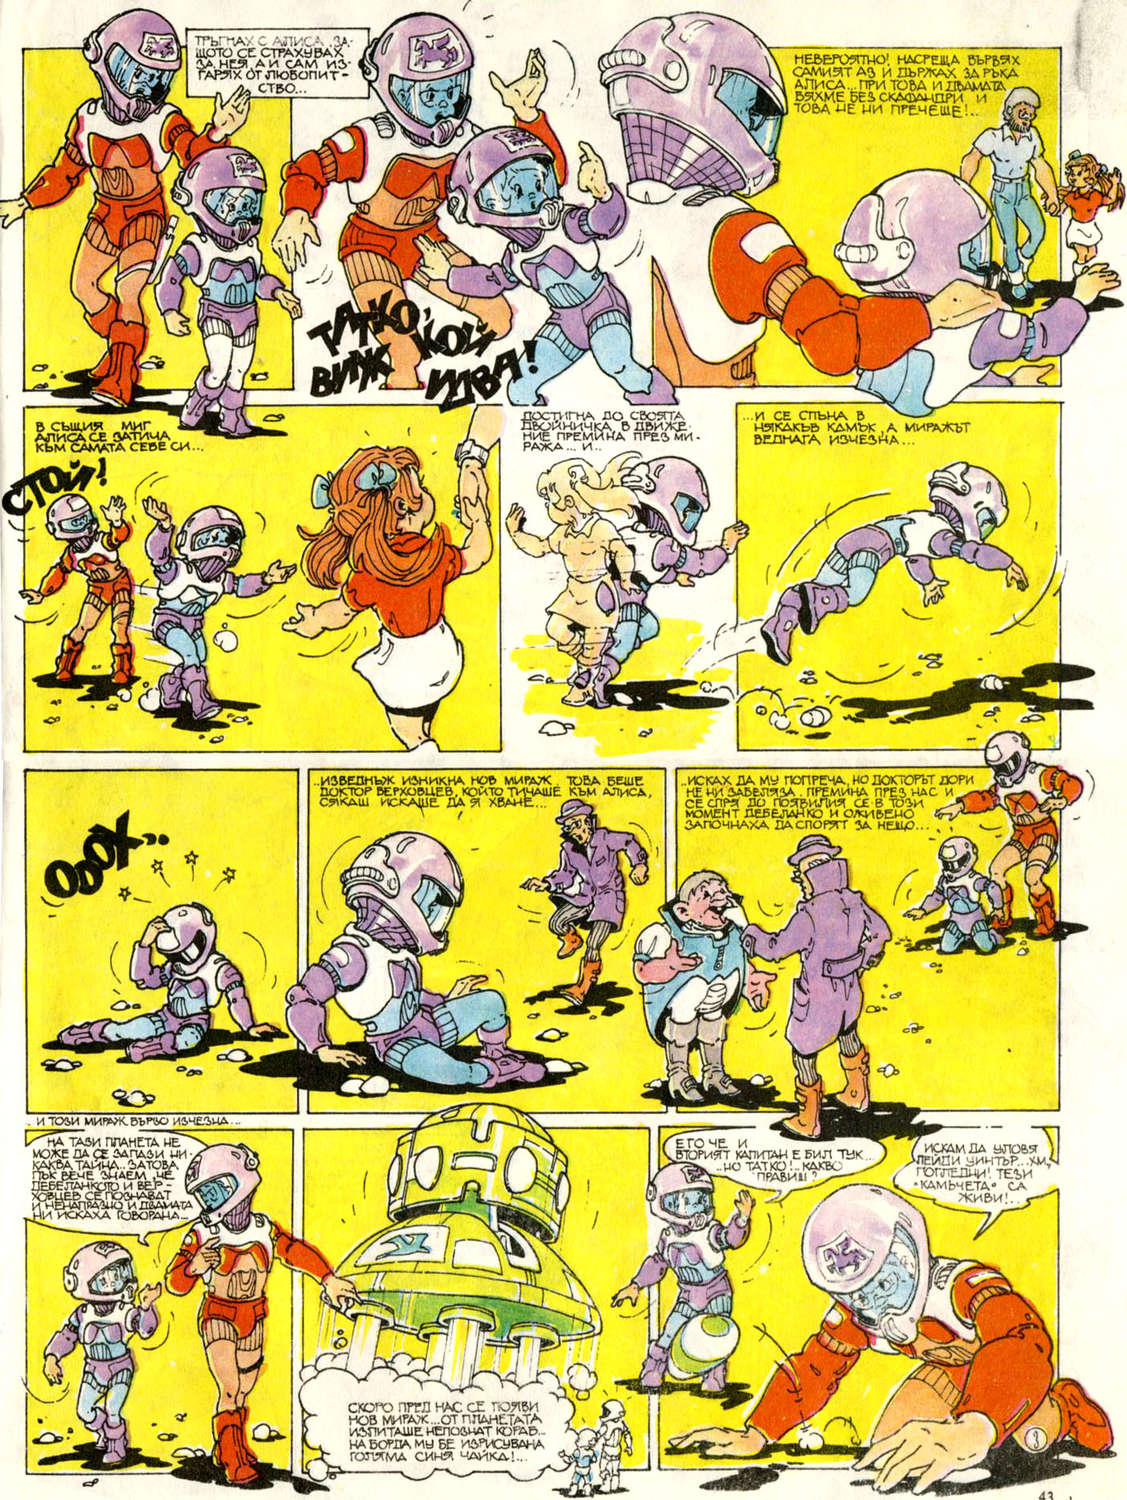 ТРЪГНАХ С АЛИСА, ЗА-
ЩОТО СЕ СТРАХУВАХ
ЗА НЕЯ, А И САМ ИЗ-
ГАРЯХ ОТ ЛЮБОПИТ-
СТВО...
ТАТКО,
ВИЖ КОЙ
ИДВА!
НЕВЕРОЯТНО! НАСРЕЩА ВЪРВЯХ
САМИЯТ АЗ И ДЪРЖАХ ЗА РЪКА
АЛИСА... ПРИ ТОВА И ДВАМАТА
БЯХМЕ БЕЗ СКАФАНДРИ И
ТОВА НЕ НИ ПРЕЧЕШЕ!...
В СЪЩИЯ МИГ
АЛИСА СЕ ЗАТИЧА
КЪМ САМАТА СЕБЕ СИ...
СТОЙ!
ДОСТИГНА ДО СВОЯТА
ДВОЙНИЧКА, В ДВИЖЕ-
НИЕ ПРЕМИНА ПРЕЗ МИ-
РАЖА... И...
...И СЕ СПЪНА В
НЯКАКЪВ КАМЪК, А МИРАЖЪТ
ВЕДНАГА ИЗЧЕЗНА...
ОООХ...
...ИЗВЕДНЪЖ ИЗНИКНА НОВ МИРАЖ. ТОВА БЕШЕ
ДОКТОР ВЕРХОВЦЕВ, КОЙТО ТИЧАШЕ КЪМ АЛИСА,
СЯКАШ ИСКАШЕ ДА Я ХВАНЕ...
...ИСКАХ ДА МУ ПОПРЕЧА, НО ДОКТОРЪТ ДОРИ
НЕ НИ ЗАБЕЛЯЗА. ПРЕМИНА ПРЕЗ НАС И
СЕ СПРЯ ДО ПОЯВИЛИЯ СЕ В ТОЗИ
МОМЕНТ ДЕБЕЛАНКО И ОЖИВЕНО
ЗАПОЧНАХА ДА СПОРЯТ ЗА НЕЩО...
...И ТОЗИ МИРАЖ БЪРЗО ИЗЧЕЗНА...
НА ТАЗИ ПЛАНЕТА НЕ
МОЖЕ ДА СЕ ЗАПАЗИ НИ-
КАКВА ТАЙНА... ЗАТОВА
ПЪК ВЕЧЕ ЗНАЕМ, ЧЕ
ДЕБЕЛАНКОТО И ВЕР-
ХОВЦЕВ СЕ ПОЗНАВАТ
И НЕНАПРАЗНО И ДВАМАТА
НИ ИСКАХА ГОВОРАНА...
СКОРО ПРЕД НАС СЕ ПОЯВИ
НОВ МИРАЖ... ОТ ПЛАНЕТАТА
ИЗЛИТАШЕ НЕПОЗНАТ КОРАБ...
НА БОРДА МУ БЕ ИЗРИСУВАНА
ГОЛЯМА СИНЯ ЧАЙКА!...
ЕТО ЧЕ И
ВТОРИЯТ КАПИТАН Е БИЛ ТУК...
...НО ТАТКО!... КАКВО
ПРАВИШ?
ИСКАМ ДА УЛОВЯ
ЛЕЙДИ УИНТЪР... ХМ,
ПОГЛЕДНИ! ТЕЗИ
"КАМЪЧЕТА" СА
ЖИВИ!...
3
43